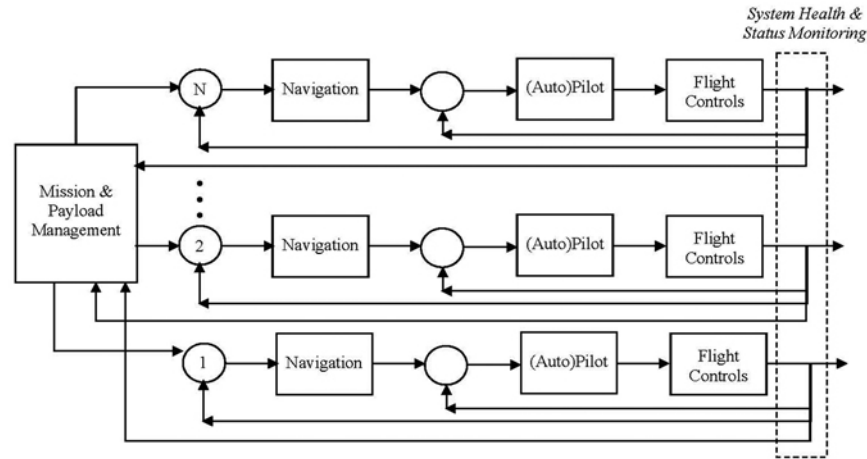 System Health &
Status Monitoring
N
Navigation
(Auto)Pilot
Flight
Controls
Mission &
Payload
Management
2
Navigation
(Auto)Pilot
Flight
Controls
1
Navigation
(Auto)Pilot
Flight
Controls